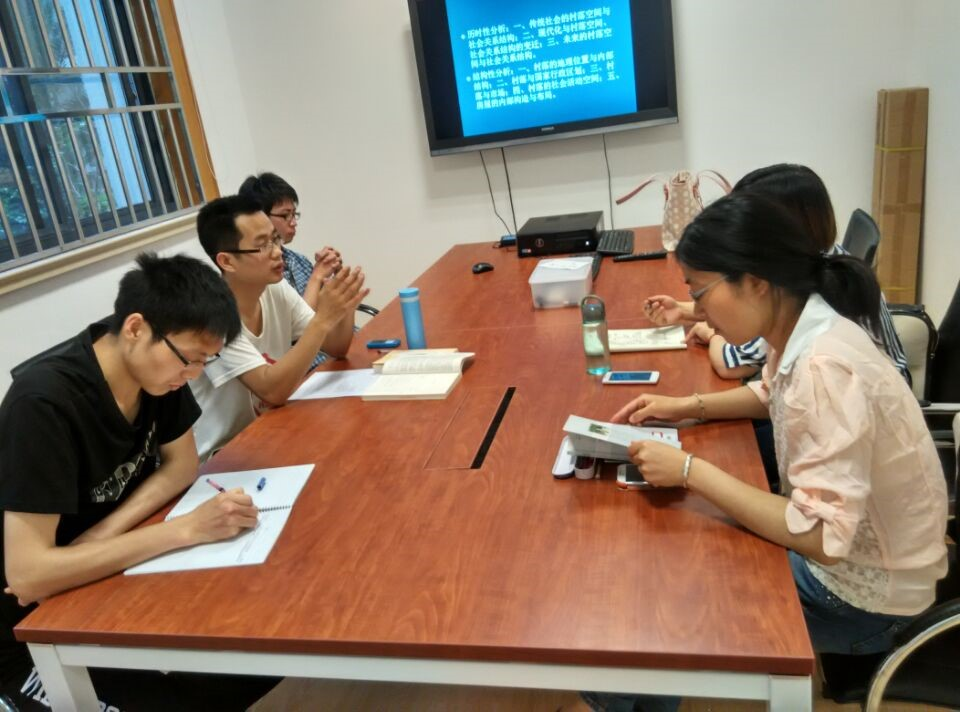 历时性分析：一、传统社会的村落空间与
社会关系结构；二、现代化与村落空间、
社会关系结构的变迁；三、未来的村落空
间与社会关系结构。
结构性分析：一、村落的地理位置与内部
结构；二、村落与国家行政区划；三、村
落与市场；四、村落的社会活动空间；五、
房屋的内部构造与布局。